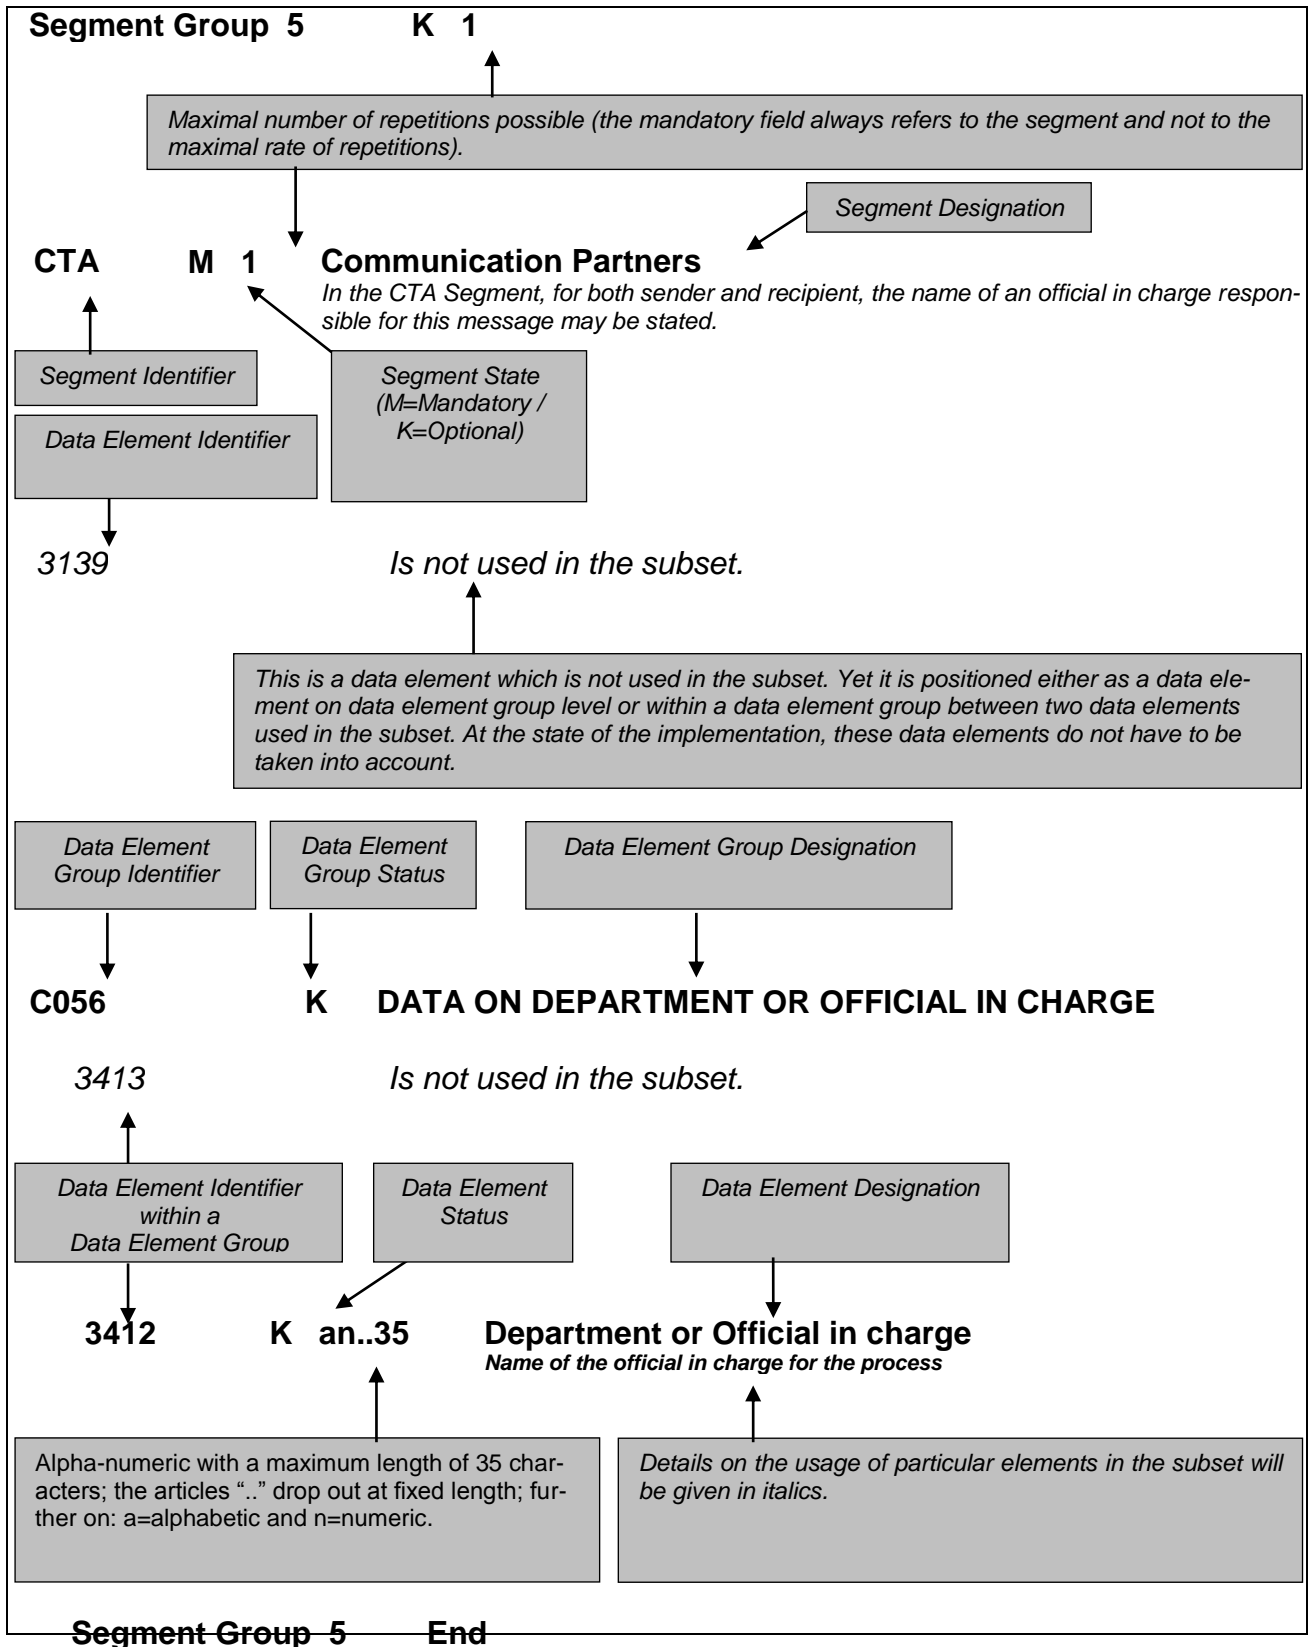 Segment Group 5 K 1
Maximal number of repetitions possible (the mandatory field always refers to the segment and not to the
maximal rate of repetitions).
Segment Designation
CTA M 1 Communication Partners
In the CTA Segment, for both sender and recipient, the name of an official in charge respon-
sible for this message may be stated.
Segment Identifier
Segment State
(M=Mandatory /
K=Optional)
Data Element Identifier
3139 Is not used in the subset.
This is a data element which is not used in the subset. Yet it is positioned either as a data ele-
ment on data element group level or within a data element group between two data elements
used in the subset. At the state of the implementation, these data elements do not have to be
taken into account.
Data Element
Group Identifier
Data Element
Group Status
Data Element Group Designation
C056 K DATA ON DEPARTMENT OR OFFICIAL IN CHARGE
3413 Is not used in the subset.
Data Element Identifier
within a
Data Element Group
Data Element
Status
Data Element Designation
3412 K an..35 Department or Official in charge
Name of the official in charge for the process
Alpha-numeric with a maximum length of 35 char-
acters; the articles “..” drop out at fixed length; fur-
ther on: a=alphabetic and n=numeric.
Details on the usage of particular elements in the subset will
be given in italics.
Segment Group 5 End